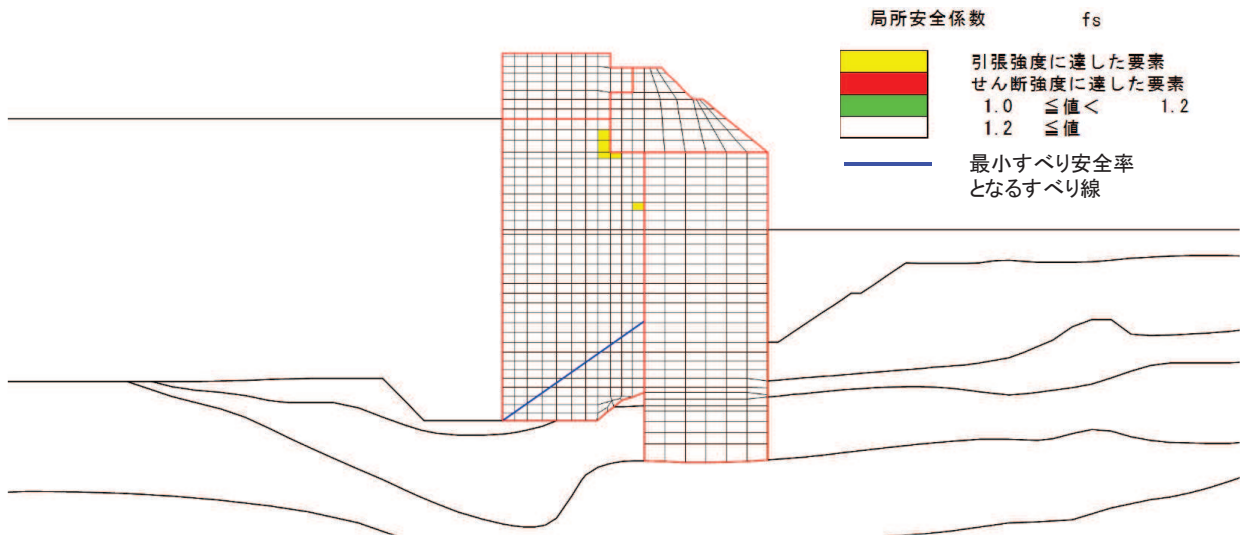 局所安全係数 fs
引張強度に達した要素
せん断強度に達した要素
1.0 ≦値＜ 1.2
1.2 ≦値
最小すべり安全率
となるすべり線